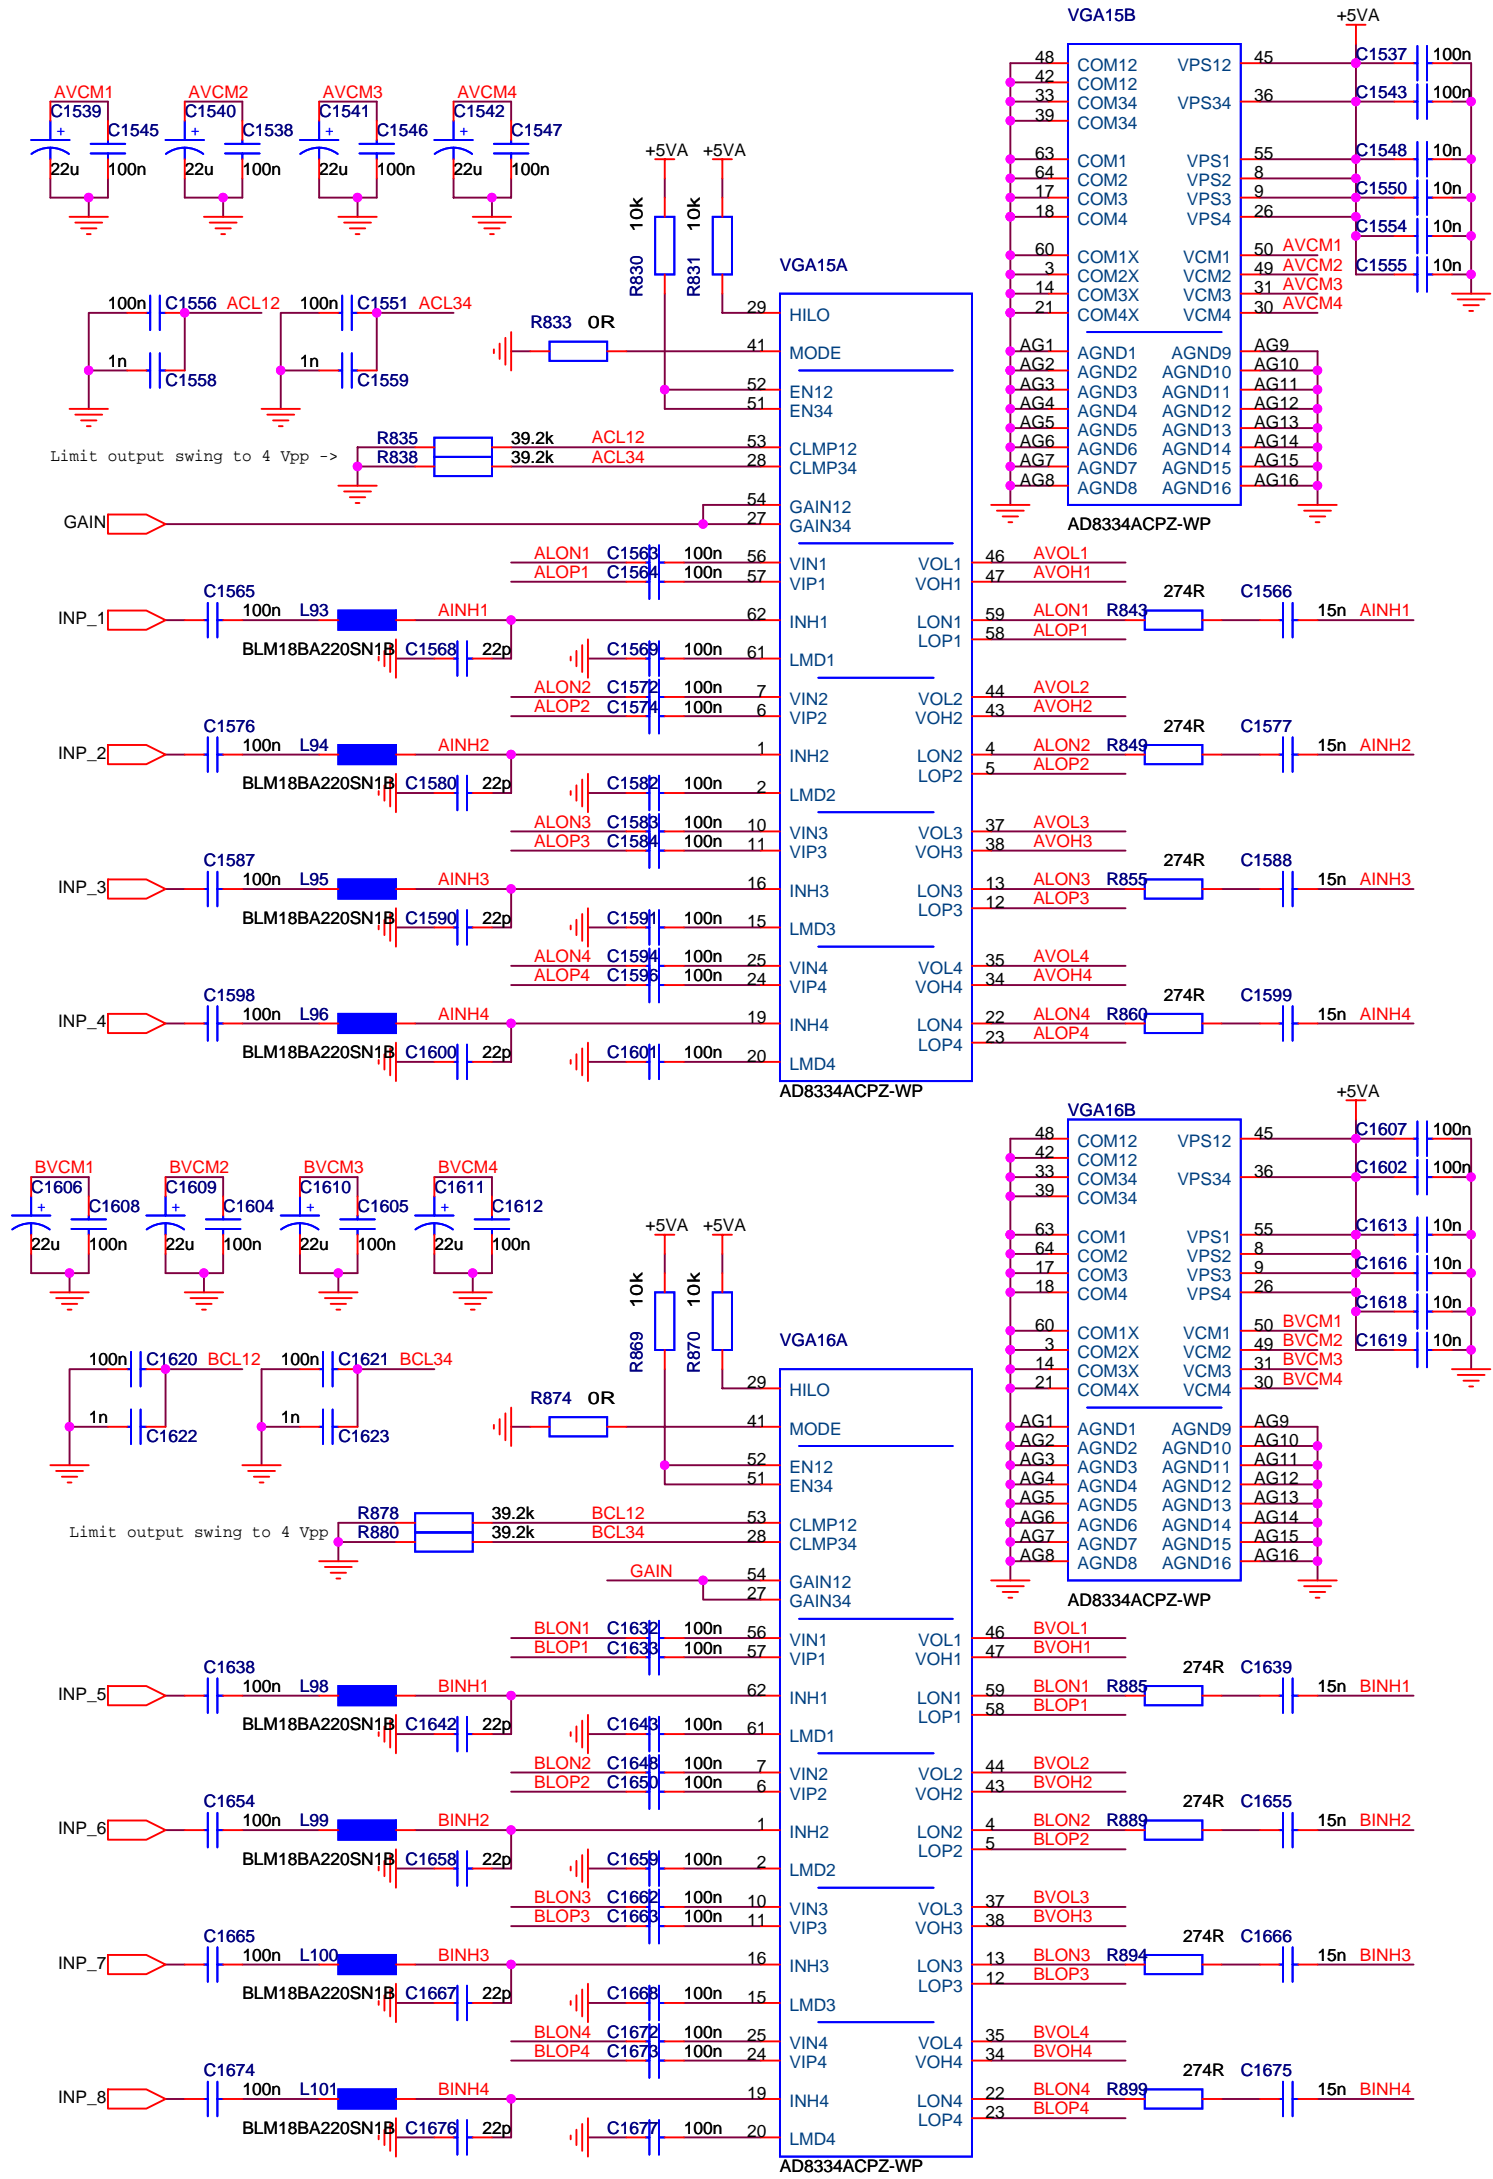 VGA15B
+5VA
48 COM12 VPS12 45 C1537 100n
42 COM12
33 COM34 VPS34 36 C1543 100n
39 COM34
63 COM1 VPS1 55 C1548 10n
64 COM2 VPS2 8
17 COM3 VPS3 9 C1550 10n
18 COM4 VPS4 26
C1554 10n
60 COM1X VCM1 50 AVCM1
3 COM2X VCM2 49 AVCM2
C1555 10n
14 COM3X VCM3 31 AVCM3
21 COM4X VCM4 30 AVCM4
AG1 AGND1 AGND9 AG9
AG2 AGND2 AGND10 AG10
AG3 AGND3 AGND11 AG11
AG4 AGND4 AGND12 AG12
AG5 AGND5 AGND13 AG13
AG6 AGND6 AGND14 AG14
AG7 AGND7 AGND15 AG15
AG8 AGND8 AGND16 AG16
AD8334ACPZ-WP
AVCM1 AVCM2 AVCM3 AVCM4
C1539 C1540 C1541 C1542
+ C1545 + C1538 + C1546 + C1547
22u 100n 22u 100n 22u 100n 22u 100n
+5VA +5VA
10k 10k
R830 R831
VGA15A
100n C1556 ACL12 100n C1551 ACL34
1n C1558 1n C1559
29 HILO
R833 0R 41 MODE
52 EN12
51 EN34
R835 39.2k ACL12 53 CLMP12
Limit output swing to 4 Vpp ->
R838 39.2k ACL34 28 CLMP34
54 GAIN12
GAIN 27 GAIN34
ALON1 C1563 100n 56 VIN1 VOL1 46 AVOL1
ALOP1 C1564 100n 57 VIP1 VOH1 47 AVOH1
C1565 274R C1566
INP_1 100n L93 AINH1 62 INH1 LON1 59 ALON1 R843 15n AINH1
LOP1 58 ALOP1
BLM18BA220SN1B C1568 22p C1569 100n 61 LMD1
ALON2 C1572 100n 7 VIN2 VOL2 44 AVOL2
ALOP2 C1574 100n 6 VIP2 VOH2 43 AVOH2
C1576 274R C1577
INP_2 100n L94 AINH2 1 INH2 LON2 4 ALON2 R849 15n AINH2
LOP2 5 ALOP2
BLM18BA220SN1B C1580 22p C1582 100n 2 LMD2
ALON3 C1583 100n 10 VIN3 VOL3 37 AVOL3
ALOP3 C1584 100n 11 VIP3 VOH3 38 AVOH3
C1587 274R C1588
INP_3 100n L95 AINH3 16 INH3 LON3 13 ALON3 R855 15n AINH3
LOP3 12 ALOP3
BLM18BA220SN1B C1590 22p C1591 100n 15 LMD3
ALON4 C1594 100n 25 VIN4 VOL4 35 AVOL4
ALOP4 C1596 100n 24 VIP4 VOH4 34 AVOH4
C1598 274R C1599
INP_4 100n L96 AINH4 19 INH4 LON4 22 ALON4 R860 15n AINH4
LOP4 23 ALOP4
BLM18BA220SN1B C1600 22p C1601 100n 20 LMD4
AD8334ACPZ-WP
VGA16B
+5VA
48 COM12 VPS12 45 C1607 100n
42 COM12
33 COM34 VPS34 36 C1602 100n
39 COM34
63 COM1 VPS1 55 C1613 10n
64 COM2 VPS2 8
17 COM3 VPS3 9 C1616 10n
18 COM4 VPS4 26
C1618 10n
60 COM1X VCM1 50 BVCM1
3 COM2X VCM2 49 BVCM2
C1619 10n
14 COM3X VCM3 31 BVCM3
21 COM4X VCM4 30 BVCM4
AG1 AGND1 AGND9 AG9
AG2 AGND2 AGND10 AG10
AG3 AGND3 AGND11 AG11
AG4 AGND4 AGND12 AG12
AG5 AGND5 AGND13 AG13
AG6 AGND6 AGND14 AG14
AG7 AGND7 AGND15 AG15
AG8 AGND8 AGND16 AG16
AD8334ACPZ-WP
BVCM1 BVCM2 BVCM3 BVCM4
C1606 C1609 C1610 C1611
+ C1608 + C1604 + C1605 + C1612
22u 100n 22u 100n 22u 100n 22u 100n
+5VA +5VA
10k 10k
R869 R870
VGA16A
100n C1620 BCL12 100n C1621 BCL34
1n C1622 1n C1623
29 HILO
R874 0R 41 MODE
52 EN12
51 EN34
R878 39.2k BCL12 53 CLMP12
Limit output swing to 4 Vpp
R880 39.2k BCL34 28 CLMP34
GAIN 54 GAIN12
27 GAIN34
BLON1 C1632 100n 56 VIN1 VOL1 46 BVOL1
BLOP1 C1633 100n 57 VIP1 VOH1 47 BVOH1
C1638 274R C1639
INP_5 100n L98 BINH1 62 INH1 LON1 59 BLON1 R885 15n BINH1
LOP1 58 BLOP1
BLM18BA220SN1B C1642 22p C1643 100n 61 LMD1
BLON2 C1648 100n 7 VIN2 VOL2 44 BVOL2
BLOP2 C1650 100n 6 VIP2 VOH2 43 BVOH2
C1654 274R C1655
INP_6 100n L99 BINH2 1 INH2 LON2 4 BLON2 R889 15n BINH2
LOP2 5 BLOP2
BLM18BA220SN1B C1658 22p C1659 100n 2 LMD2
BLON3 C1662 100n 10 VIN3 VOL3 37 BVOL3
BLOP3 C1663 100n 11 VIP3 VOH3 38 BVOH3
C1665 274R C1666
INP_7 100n L100 BINH3 16 INH3 LON3 13 BLON3 R894 15n BINH3
LOP3 12 BLOP3
BLM18BA220SN1B C1667 22p C1668 100n 15 LMD3
BLON4 C1672 100n 25 VIN4 VOL4 35 BVOL4
BLOP4 C1673 100n 24 VIP4 VOH4 34 BVOH4
C1674 274R C1675
INP_8 100n L101 BINH4 19 INH4 LON4 22 BLON4 R899 15n BINH4
LOP4 23 BLOP4
BLM18BA220SN1B C1676 22p C1677 100n 20 LMD4
AD8334ACPZ-WP